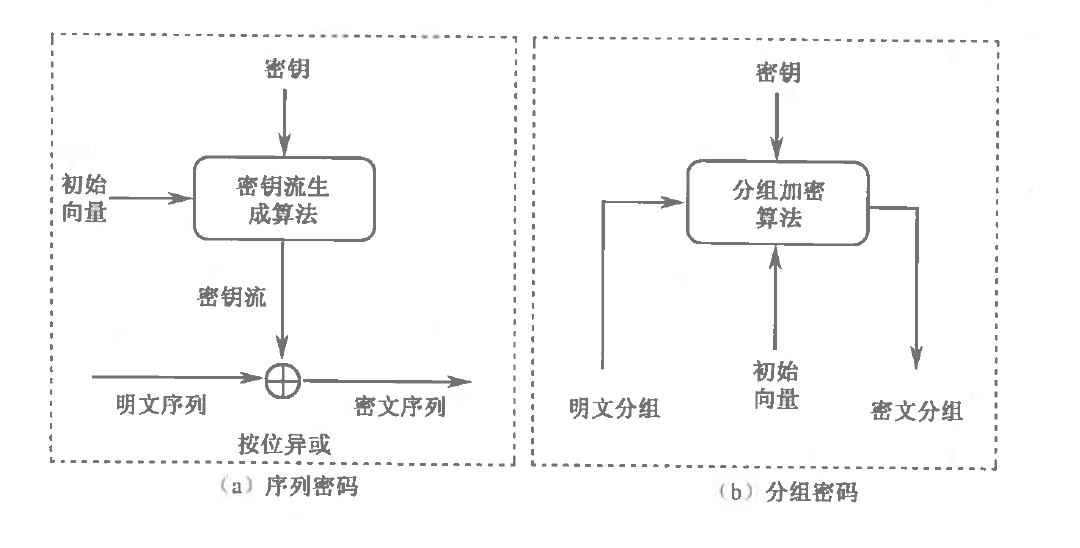 密钥
初始
向量
密钥流生
成算法
密钥流
明文序列
密文序列
按位异或
（a）序列密码
密钥
分组加密
算法
初始
向量
明文分组
密文分组
（b）分组密码